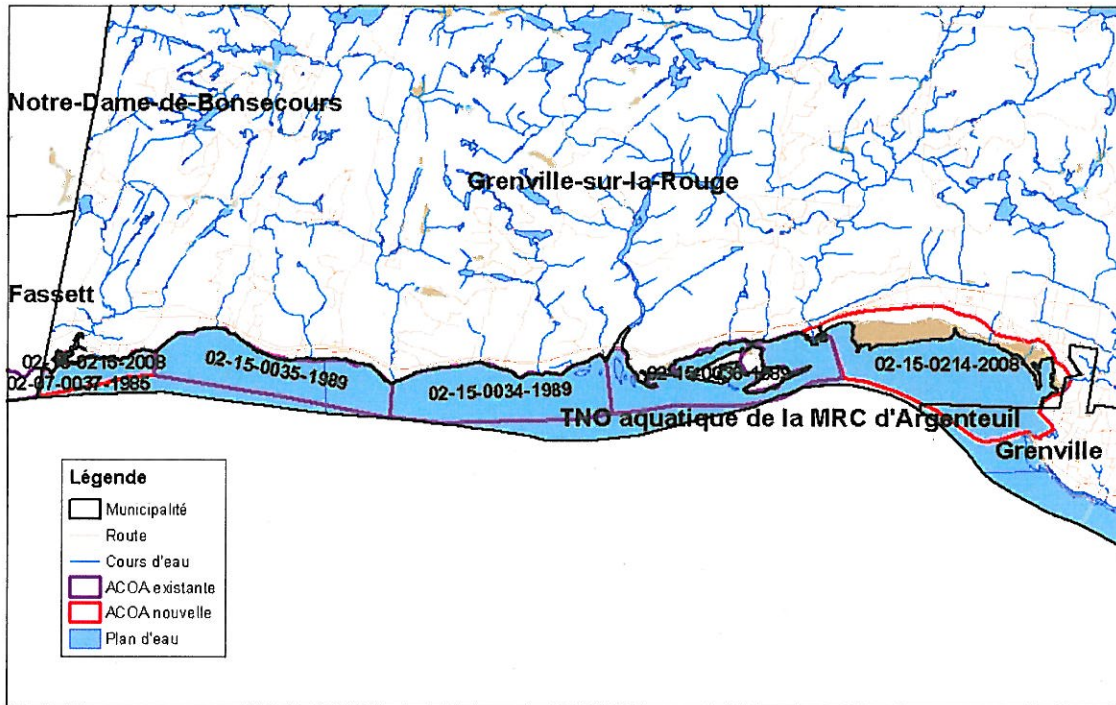 Notre-Dame-de-Bonsecours
Grenville-sur-la-Rouge
Fassett
02-07-0037-1985
02-15-0035-1989
02-15-0034-1989
02-15-0214-2008
TNO aquatique de la MRC d'Argenteuil
Grenville
Légende
Municipalité
Route
Cours d'eau
ACOA existante
ACOA nouvelle
Plan d'eau